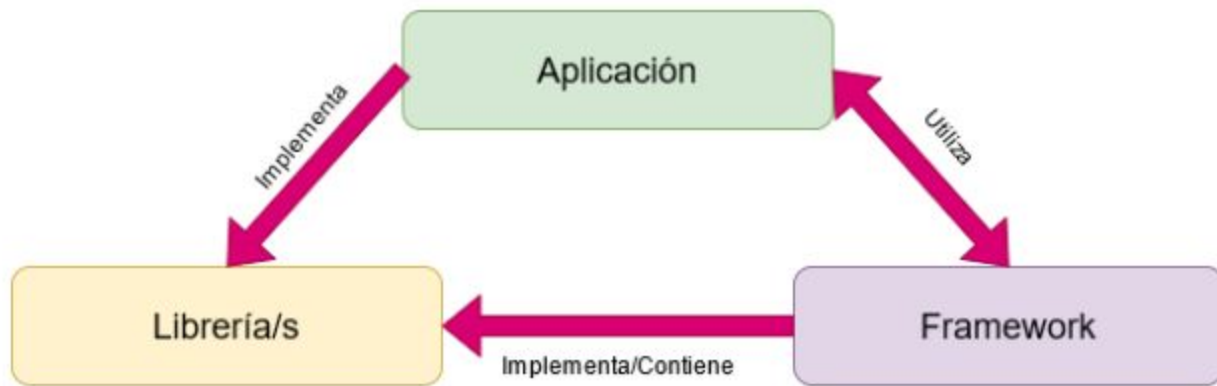 Aplicación
Implementa
Utiliza
Librería/s
Framework
Implementa/Contiene